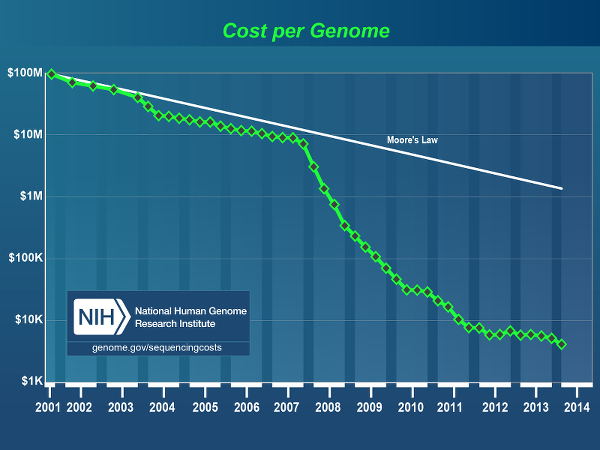 Cost per Genome
$100M
$10M
$1M
$100K
$10K
$1K
Moore's Law
NIH
National Human Genome
Research Institute
genome.gov/sequencingcosts
2001 2002 2003 2004 2005 2006 2007 2008 2009 2010 2011 2012 2013 2014